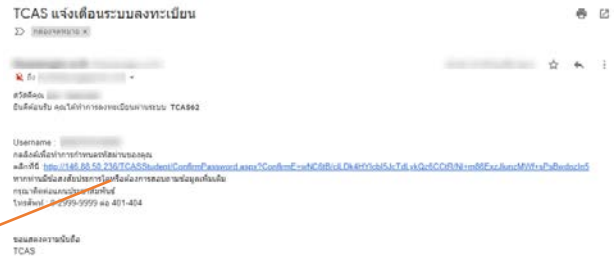 TCAS แจ้งเตือนระบบลงทะเบียน
กล่องจดหมาย x
ถึง
สวัสดีคุณ
ยินดีต้อนรับ คุณได้ทำการลงทะเบียนผ่านระบบ TCAS62
Username :
กดลิงค์เพื่อทำการกำหนดรหัสผ่านของคุณ
คลิกที่นี่ http://146.88.50.236/TCASStudent/ConfirmPassword.aspx?ConfirmE=
หากท่านมีข้อสงสัยประการใดหรือต้องการสอบถามข้อมูลเพิ่มเติม
กรุณาติดต่อแผนกประชาสัมพันธ์
โทรศัพท์ : 0-2999-9999 ต่อ 401-404
ขอแสดงความนับถือ
TCAS